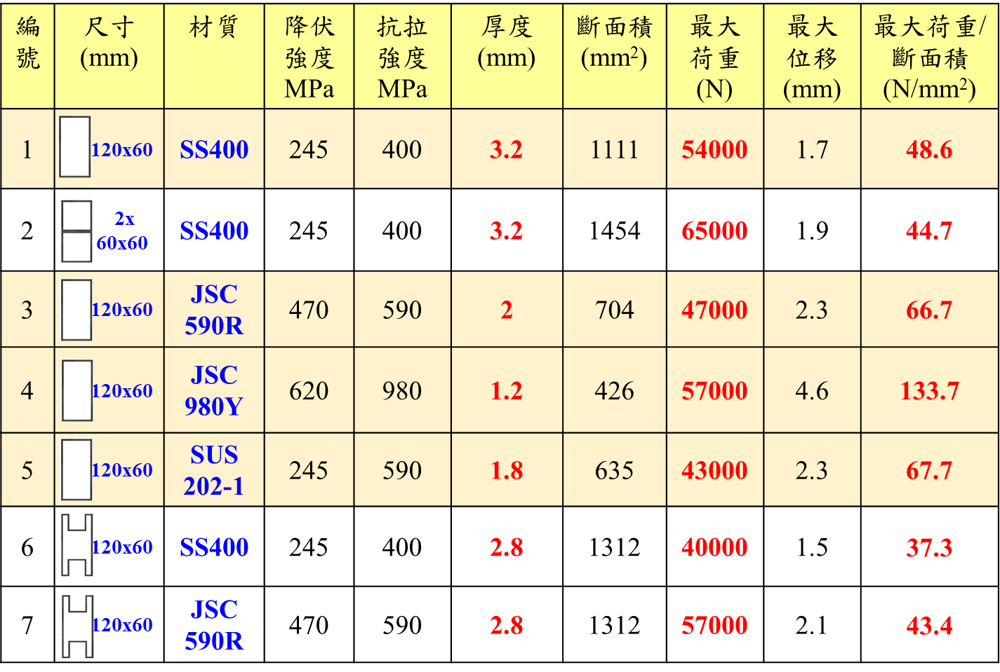 編號 尺寸(mm) 材質 降伏強度MPa 抗拉強度MPa 厚度(mm) 斷面積(mm²) 最大荷重(N) 最大位移(mm) 最大荷重/斷面積(N/mm²)
1 120x60 SS400 245 400 3.2 1111 54000 1.7 48.6
2 2x 60x60 SS400 245 400 3.2 1454 65000 1.9 44.7
3 120x60 JSC 590R 470 590 2 704 47000 2.3 66.7
4 120x60 JSC 980Y 620 980 1.2 426 57000 4.6 133.7
5 120x60 SUS 202-1 245 590 1.8 635 43000 2.3 67.7
6 120x60 SS400 245 400 2.8 1312 40000 1.5 37.3
7 120x60 JSC 590R 470 590 2.8 1312 57000 2.1 43.4